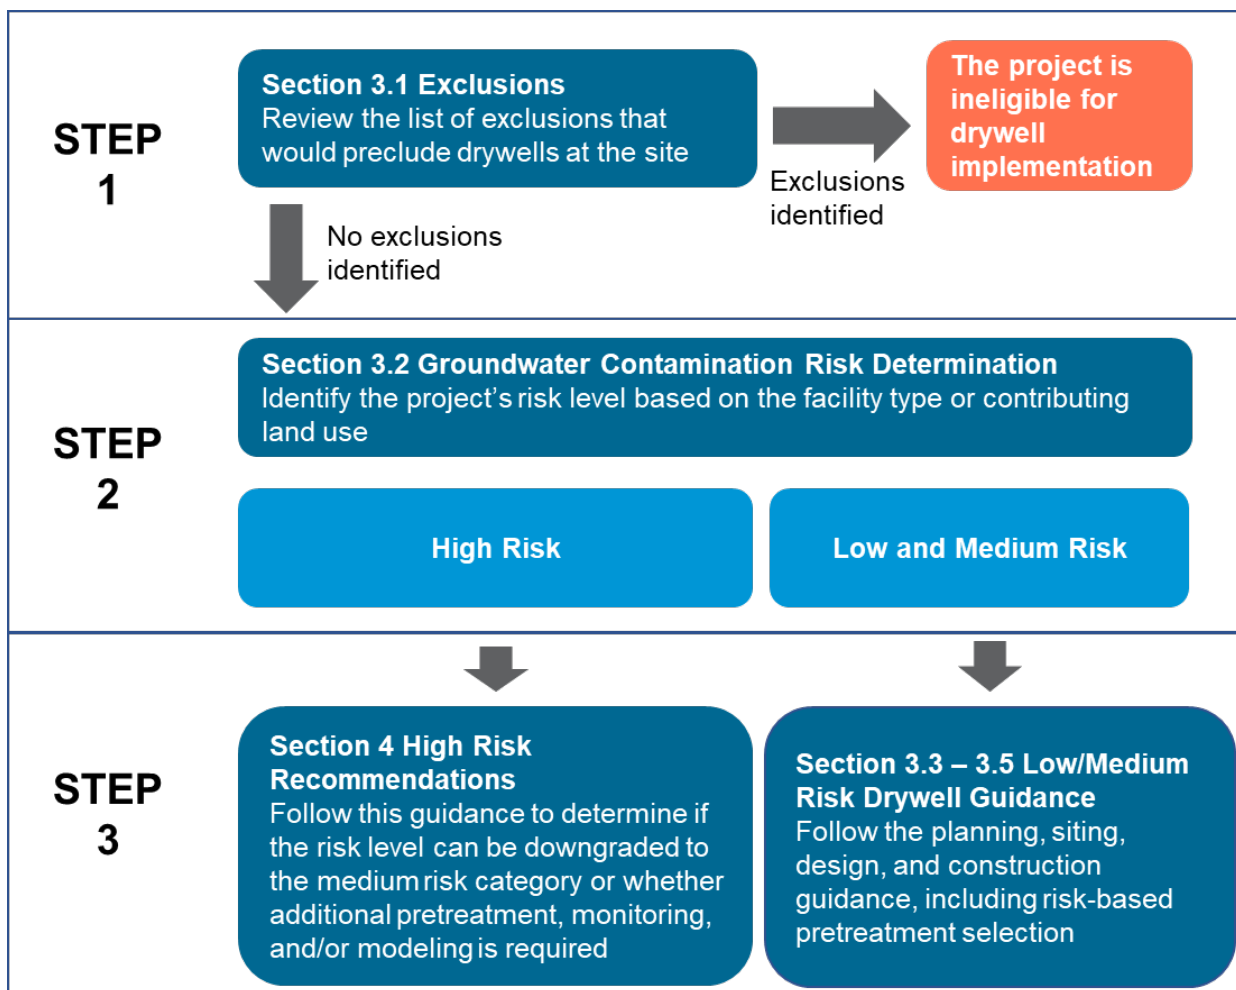 STEP
1
Section 3.1 Exclusions
Review the list of exclusions that
would preclude drywells at the site
Exclusions
identified
The project is
ineligible for
drywell
implementation
No exclusions
identified
STEP
2
Section 3.2 Groundwater Contamination Risk Determination
Identify the project’s risk level based on the facility type or contributing
land use
High Risk
Low and Medium Risk
STEP
3
Section 4 High Risk
Recommendations
Follow this guidance to determine if
the risk level can be downgraded to
the medium risk category or whether
additional pretreatment, monitoring,
and/or modeling is required
Section 3.3 – 3.5 Low/Medium
Risk Drywell Guidance
Follow the planning, siting,
design, and construction
guidance, including risk-based
pretreatment selection